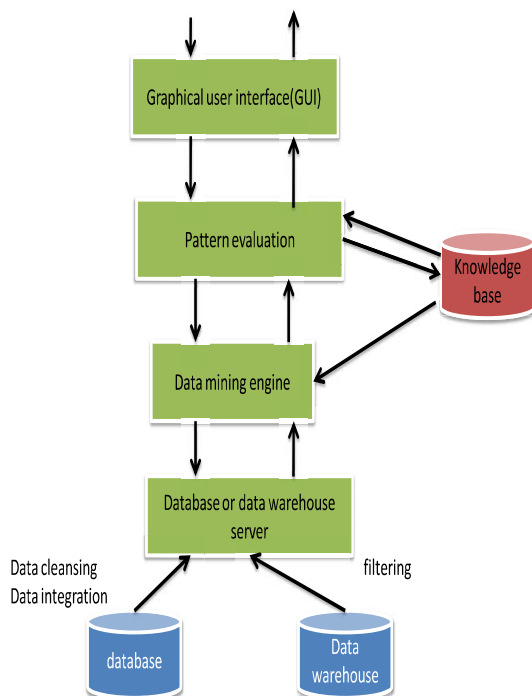 Graphical user interface(GUI)
Pattern evaluation
Knowledge
base
Data mining engine
Database or data warehouse
server
Data cleansing
Data integration
filtering
database
Data
warehouse